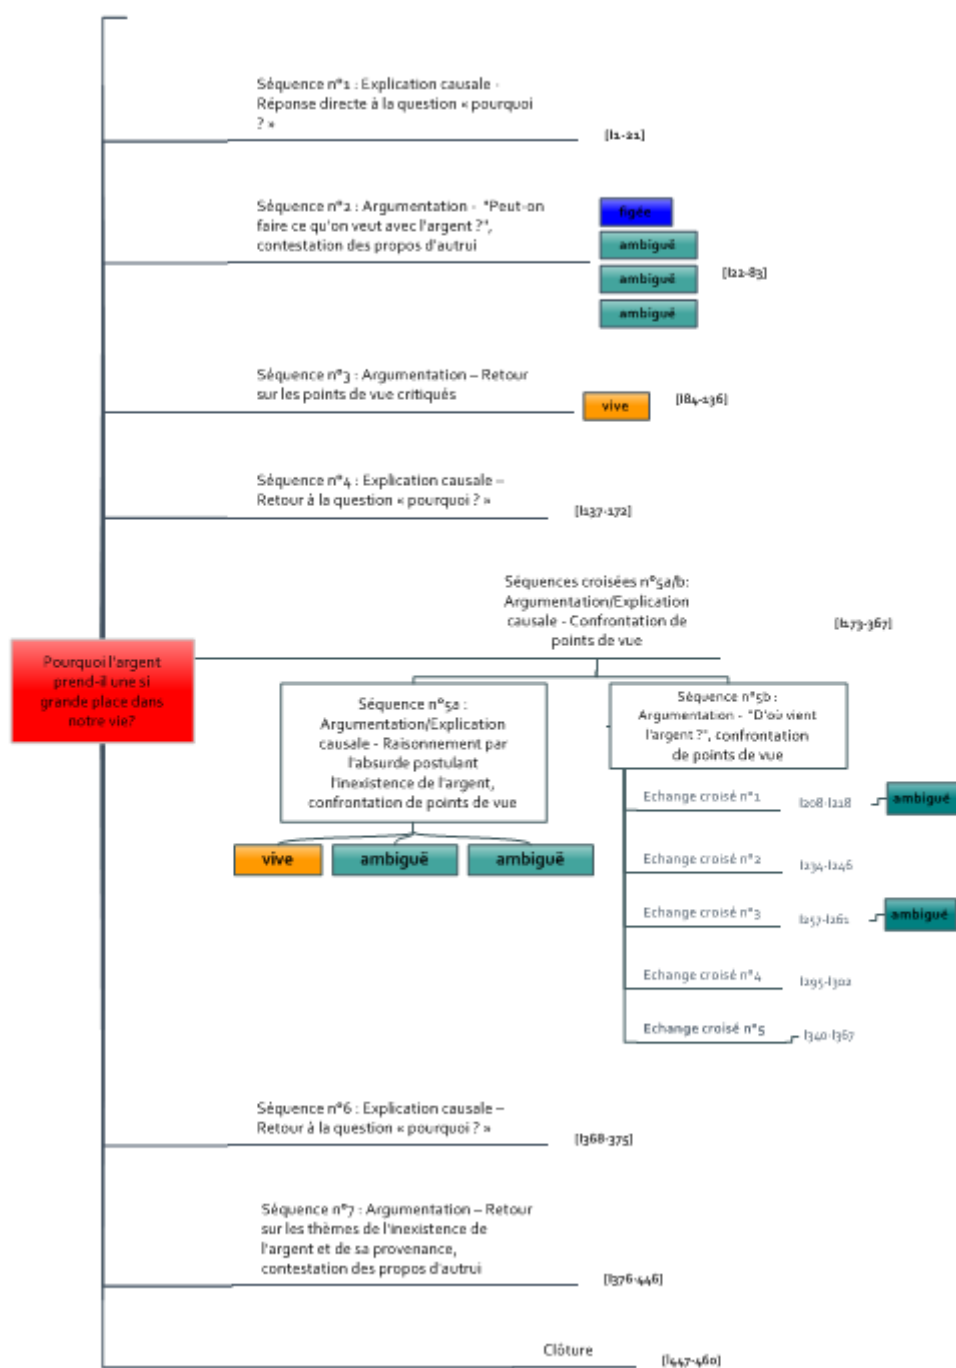 Séquence n°1 : Explication causale -
Réponse directe à la question « pourquoi
? »
[l1-21]
Séquence n°2 : Argumentation - "Peut-on
faire ce qu'on veut avec l'argent ?",
contestation des propos d'autrui
figée
ambiguë
ambiguë
ambiguë
[l22-83]
Séquence n°3 : Argumentation – Retour
sur les points de vue critiqués
vive
[l84-136]
Séquence n°4 : Explication causale –
Retour à la question « pourquoi ? »
[l137-172]
Séquences croisées n°5a/b:
Argumentation/Explication
causale - Confrontation de
points de vue
[l173-367]
Pourquoi l'argent
prend-il une si
grande place dans
notre vie?
Séquence n°5a :
Argumentation/Explication
causale - Raisonnement par
l'absurde postulant
l'inexistence de l'argent,
confrontation de points de vue
vive
ambiguë
ambiguë
Séquence n°5b :
Argumentation - "D'où vient
l'argent ?", confrontation
de points de vue
Echange croisé n°1
l208-l218
ambiguë
Echange croisé n°2
l234-l246
Echange croisé n°3
l257-l261
ambiguë
Echange croisé n°4
l295-l302
Echange croisé n°5
l340-l367
Séquence n°6 : Explication causale –
Retour à la question « pourquoi ? »
[l368-375]
Séquence n°7 : Argumentation – Retour
sur les thèmes de l'inexistence de
l'argent et de sa provenance,
contestation des propos d'autrui
[l376-446]
Clôture
[l447-460]